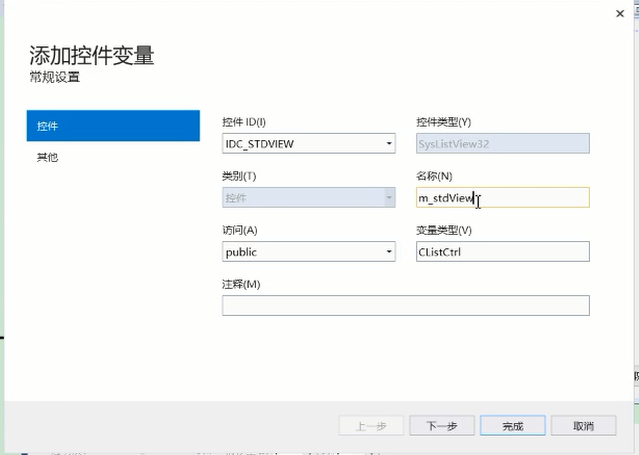 添加控件变量
常规设置
控件
其他
控件 ID(I)
控件类型(Y)
IDC_STDVIEW
SysListView32
类别(T)
名称(N)
控件
m_stdView
访问(A)
变量类型(V)
public
CListCtrl
注释(M)
上一步
下一步
完成
取消